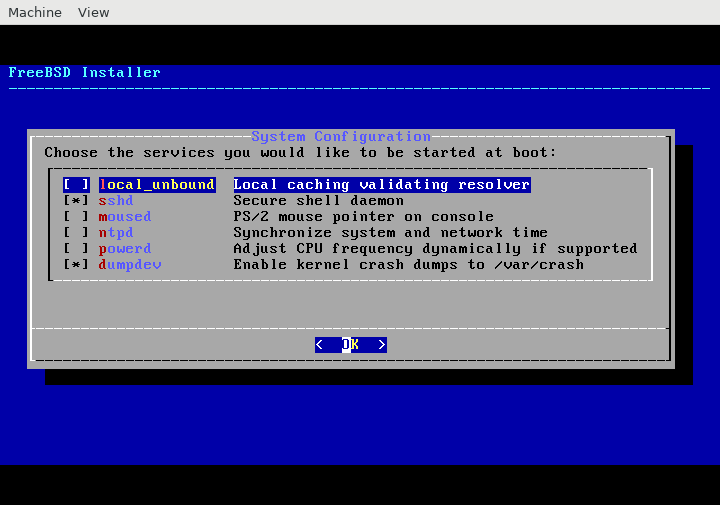 Machine View
FreeBSD Installer
System Configuration
Choose the services you would like to be started at boot:
[ ] local_unbound Local caching validating resolver
[*] sshd Secure shell daemon
[ ] moused PS/2 mouse pointer on console
[ ] ntpd Synchronize system and network time
[ ] powerd Adjust CPU frequency dynamically if supported
[*] dumpdev Enable kernel crash dumps to /var/crash
< OK >